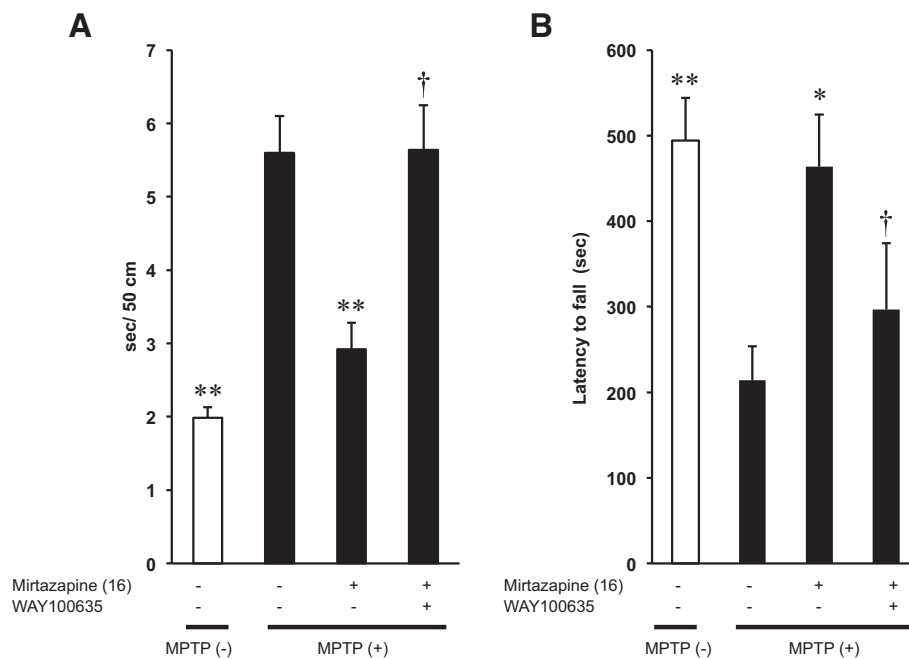 A
7
6
5
4
3
2
1
0
sec/ 50 cm
**
**
†
Mirtazapine (16) - - + +
WAY100635 - - - +
MPTP (-) MPTP (+)
B
600
500
400
300
200
100
0
Latency to fall (sec)
**
*
†
Mirtazapine (16) - - + +
WAY100635 - - - +
MPTP (-) MPTP (+)